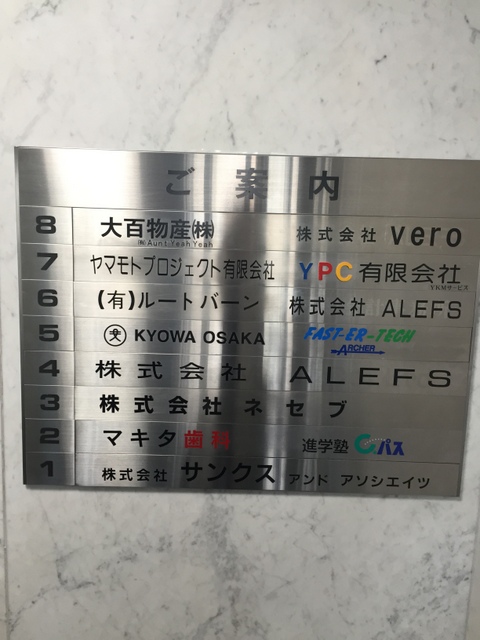 ご案内
8 大百物産㈱ 株式会社 vero
㈱Aunt Yeah Yeah
7 ヤマモトプロジェクト有限会社 YPC有限会社
YKMサービス
6 (有)ルートバーン 株式会社 ALEFS
5 KYOWA OSAKA FAST-ER-TECH
ARCHER
4 株式会社 ALEFS
3 株式会社ネセブ
2 マキタ歯科 進学塾 パス
1 株式会社 サンクス アンド アソシエイツ